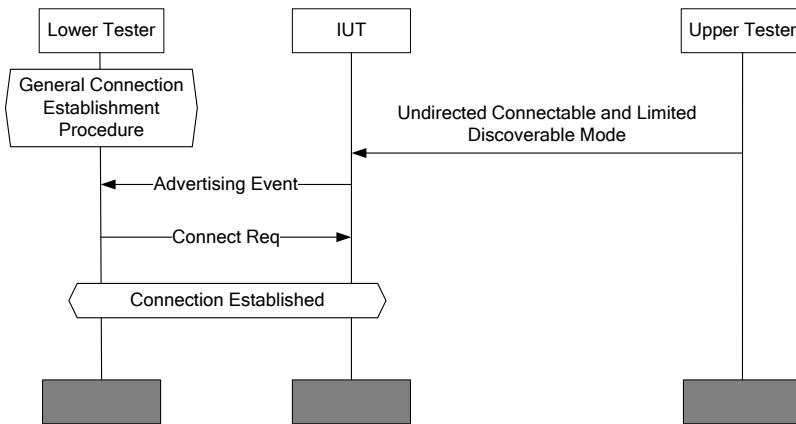 Lower Tester
IUT
Upper Tester
General Connection
Establishment
Procedure
Undirected Connectable and Limited
Discoverable Mode
Advertising Event
Connect Req
Connection Established